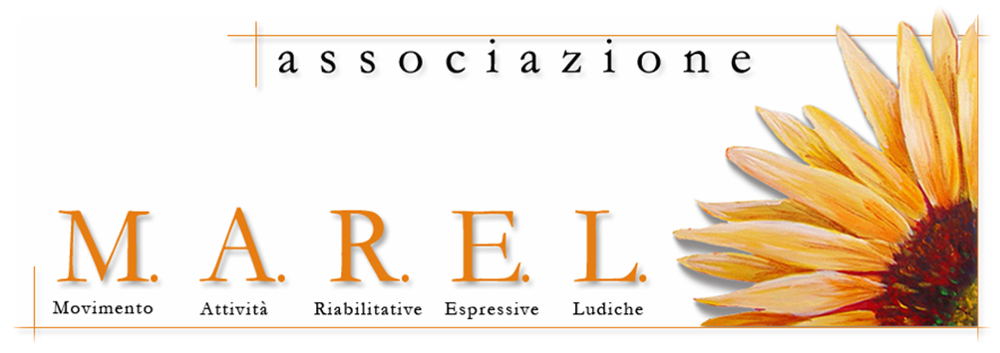 associazione
M. A. R. E. L.
Movimento Attività Riabilitative Espressive Ludiche